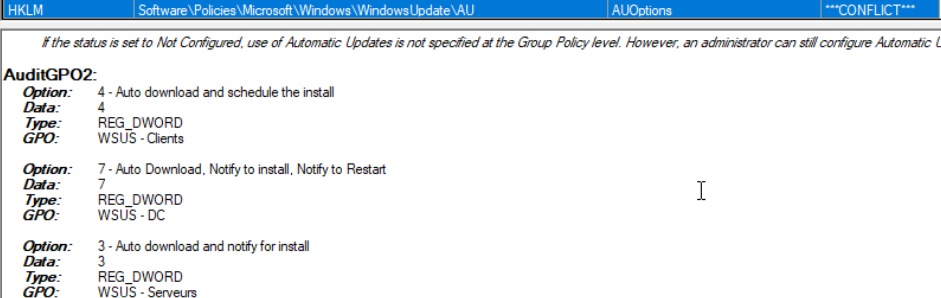 HKLM Software\Policies\Microsoft\Windows\WindowsUpdate\AU AUOptions ***CONFLICT***
If the status is set to Not Configured, use of Automatic Updates is not specified at the Group Policy level. However, an administrator can still configure Automatic
AuditGPO2:
Option: 4 - Auto download and schedule the install
Data: 4
Type: REG_DWORD
GPO: WSUS - Clients
Option: 7 - Auto Download, Notify to install, Notify to Restart
Data: 7
Type: REG_DWORD
GPO: WSUS - DC
Option: 3 - Auto download and notify for install
Data: 3
Type: REG_DWORD
GPO: WSUS - Serveurs